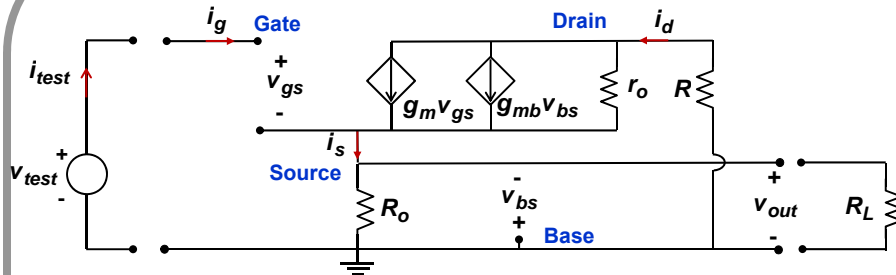 i_g Gate Drain i_d
+
v_gs
-
i_test
g_m v_gs g_mb v_bs r_o R
i_s
v_test + -
Source
R_o
-
v_bs
+
Base
+
v_out
-
R_L